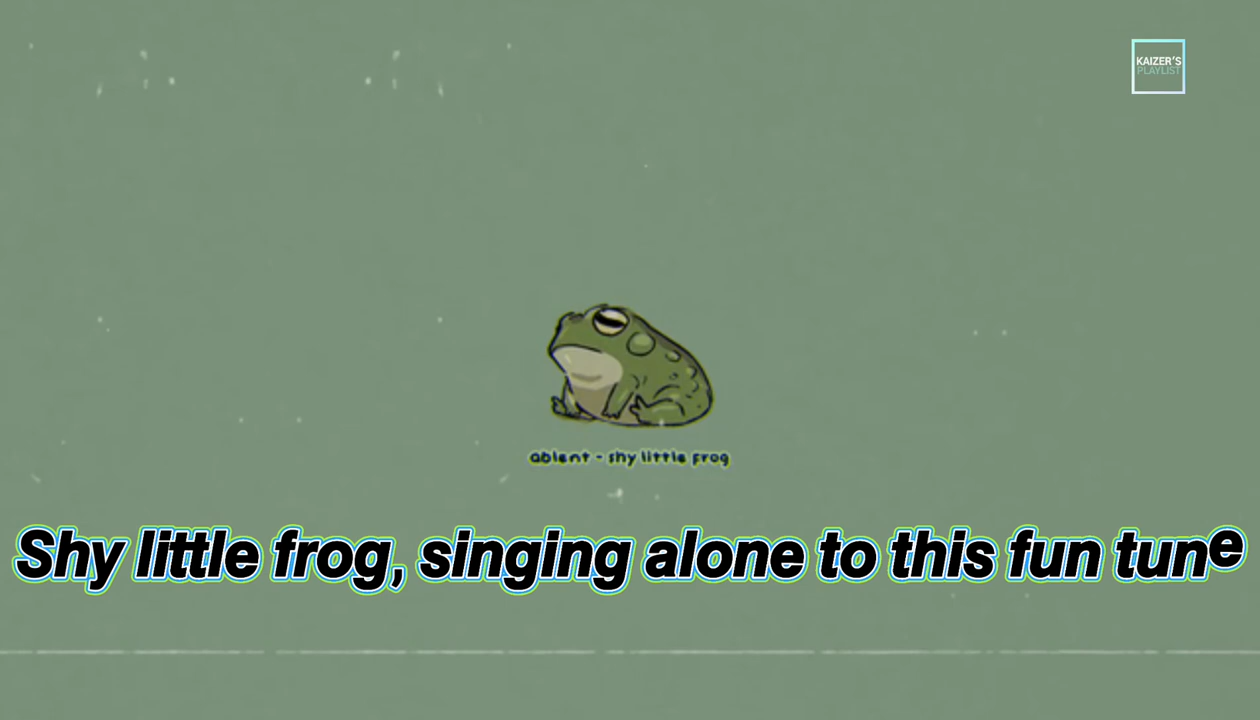 KAIZER'S
PLAYLIST
ablent - shy little frog
Shy little frog, singing alone to this fun tune